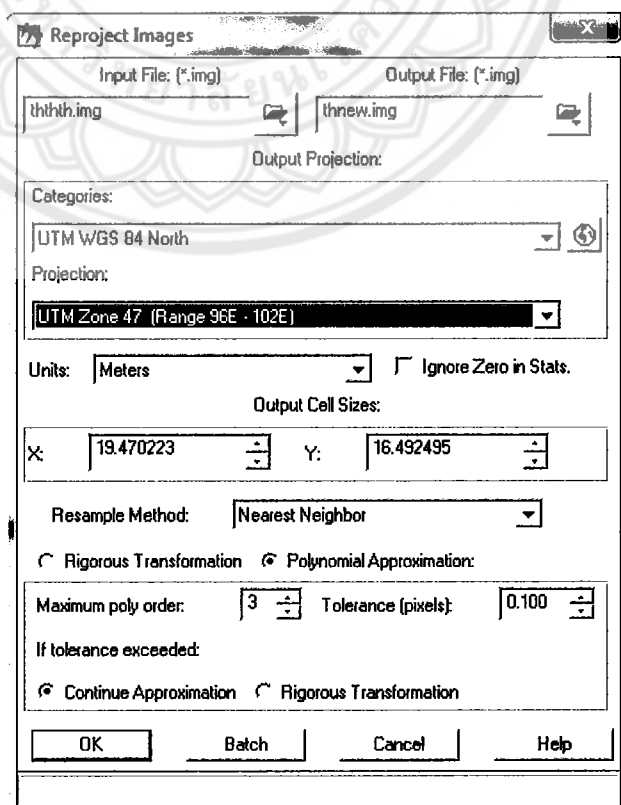 Reproject Images
Input File: (*.img) Output File: (*.img)
ththth.img thnew.img
Output Projection:
Categories:
UTM WGS 84 North
Projection:
UTM Zone 47 (Range 96E - 102E)
Units: Meters Ignore Zero in Stats.
Output Cell Sizes:
X: 19.470223 Y: 16.492495
Resample Method: Nearest Neighbor
Rigorous Transformation Polynomial Approximation:
Maximum poly order: 3 Tolerance (pixels): 0.100
If tolerance exceeded:
Continue Approximation Rigorous Transformation
OK Batch Cancel Help